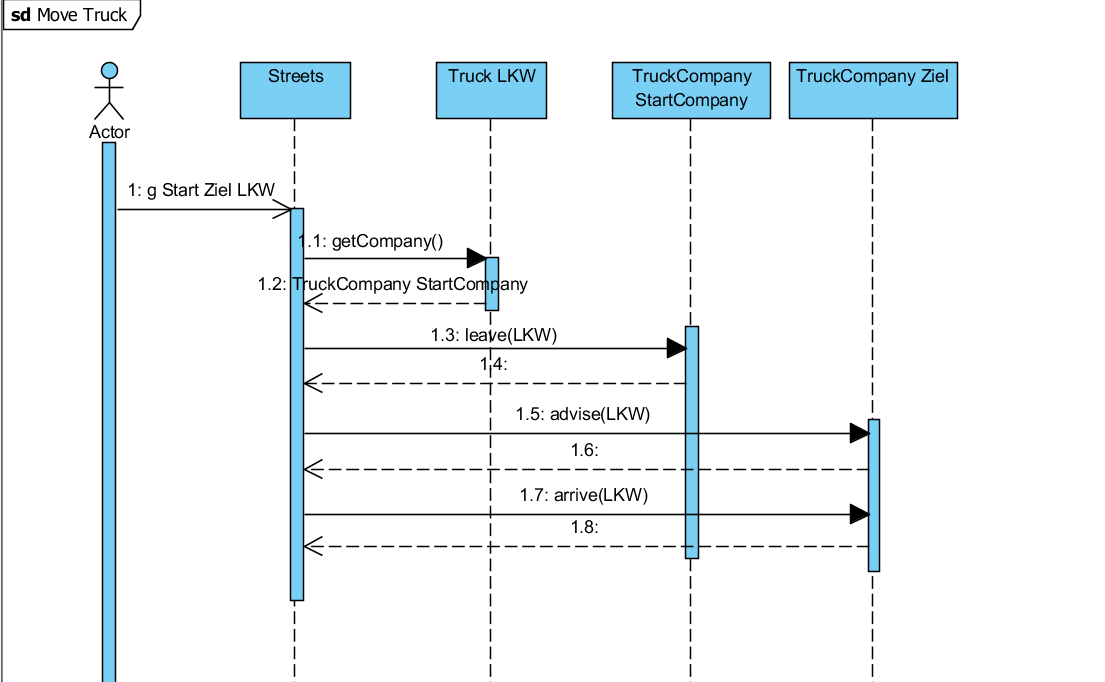 sd Move Truck
Actor
Streets
Truck LKW
TruckCompany
StartCompany
TruckCompany Ziel
1: g Start Ziel LKW
1.1: getCompany()
1.2: TruckCompany StartCompany
1.3: leave(LKW)
1.4:
1.5: advise(LKW)
1.6:
1.7: arrive(LKW)
1.8: